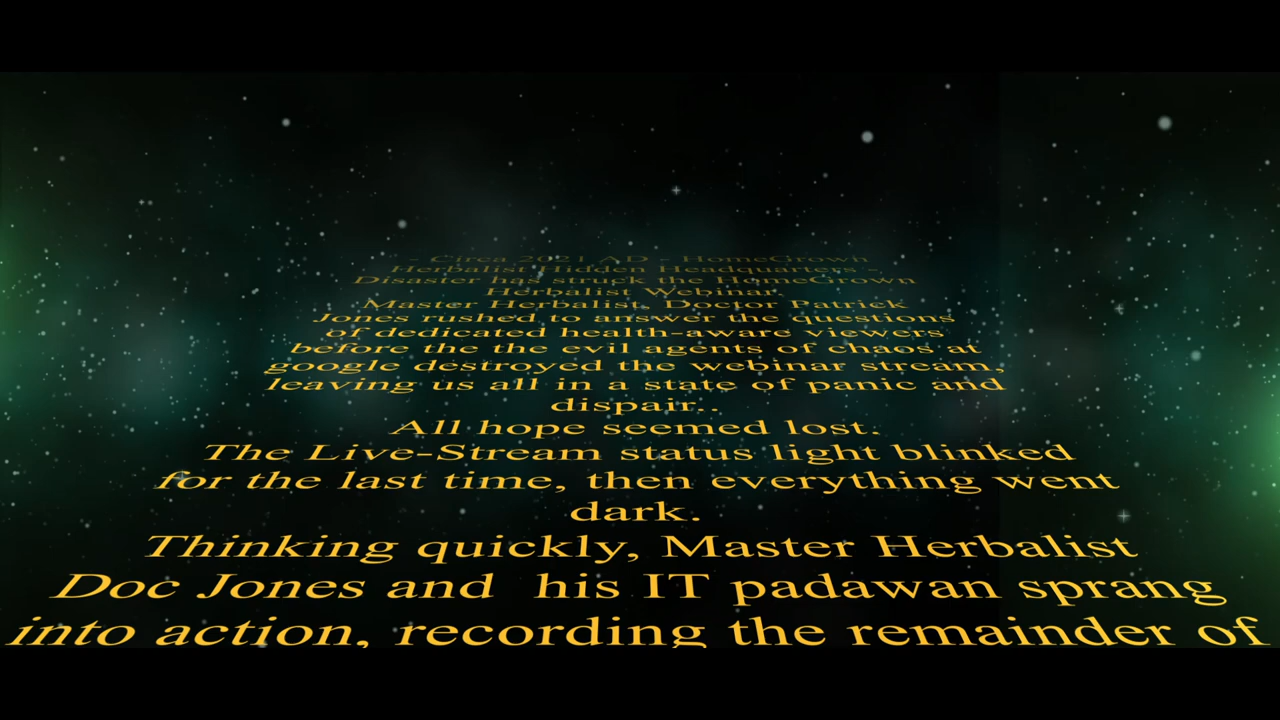 - Circa 2021 AD - HomeGrown
Herbalist Hidden Headquarters -
Disaster has struck the HomeGrown
Herbalist Webinar.
Master Herbalist, Doctor Patrick
Jones rushed to answer the questions
of dedicated health-aware viewers
before the the evil agents of chaos at
google destroyed the webinar stream,
leaving us all in a state of panic and
dispair..
All hope seemed lost.
The Live-Stream status light blinked
for the last time, then everything went
dark.
Thinking quickly, Master Herbalist
Doc Jones and his IT padawan sprang
into action, recording the remainder of